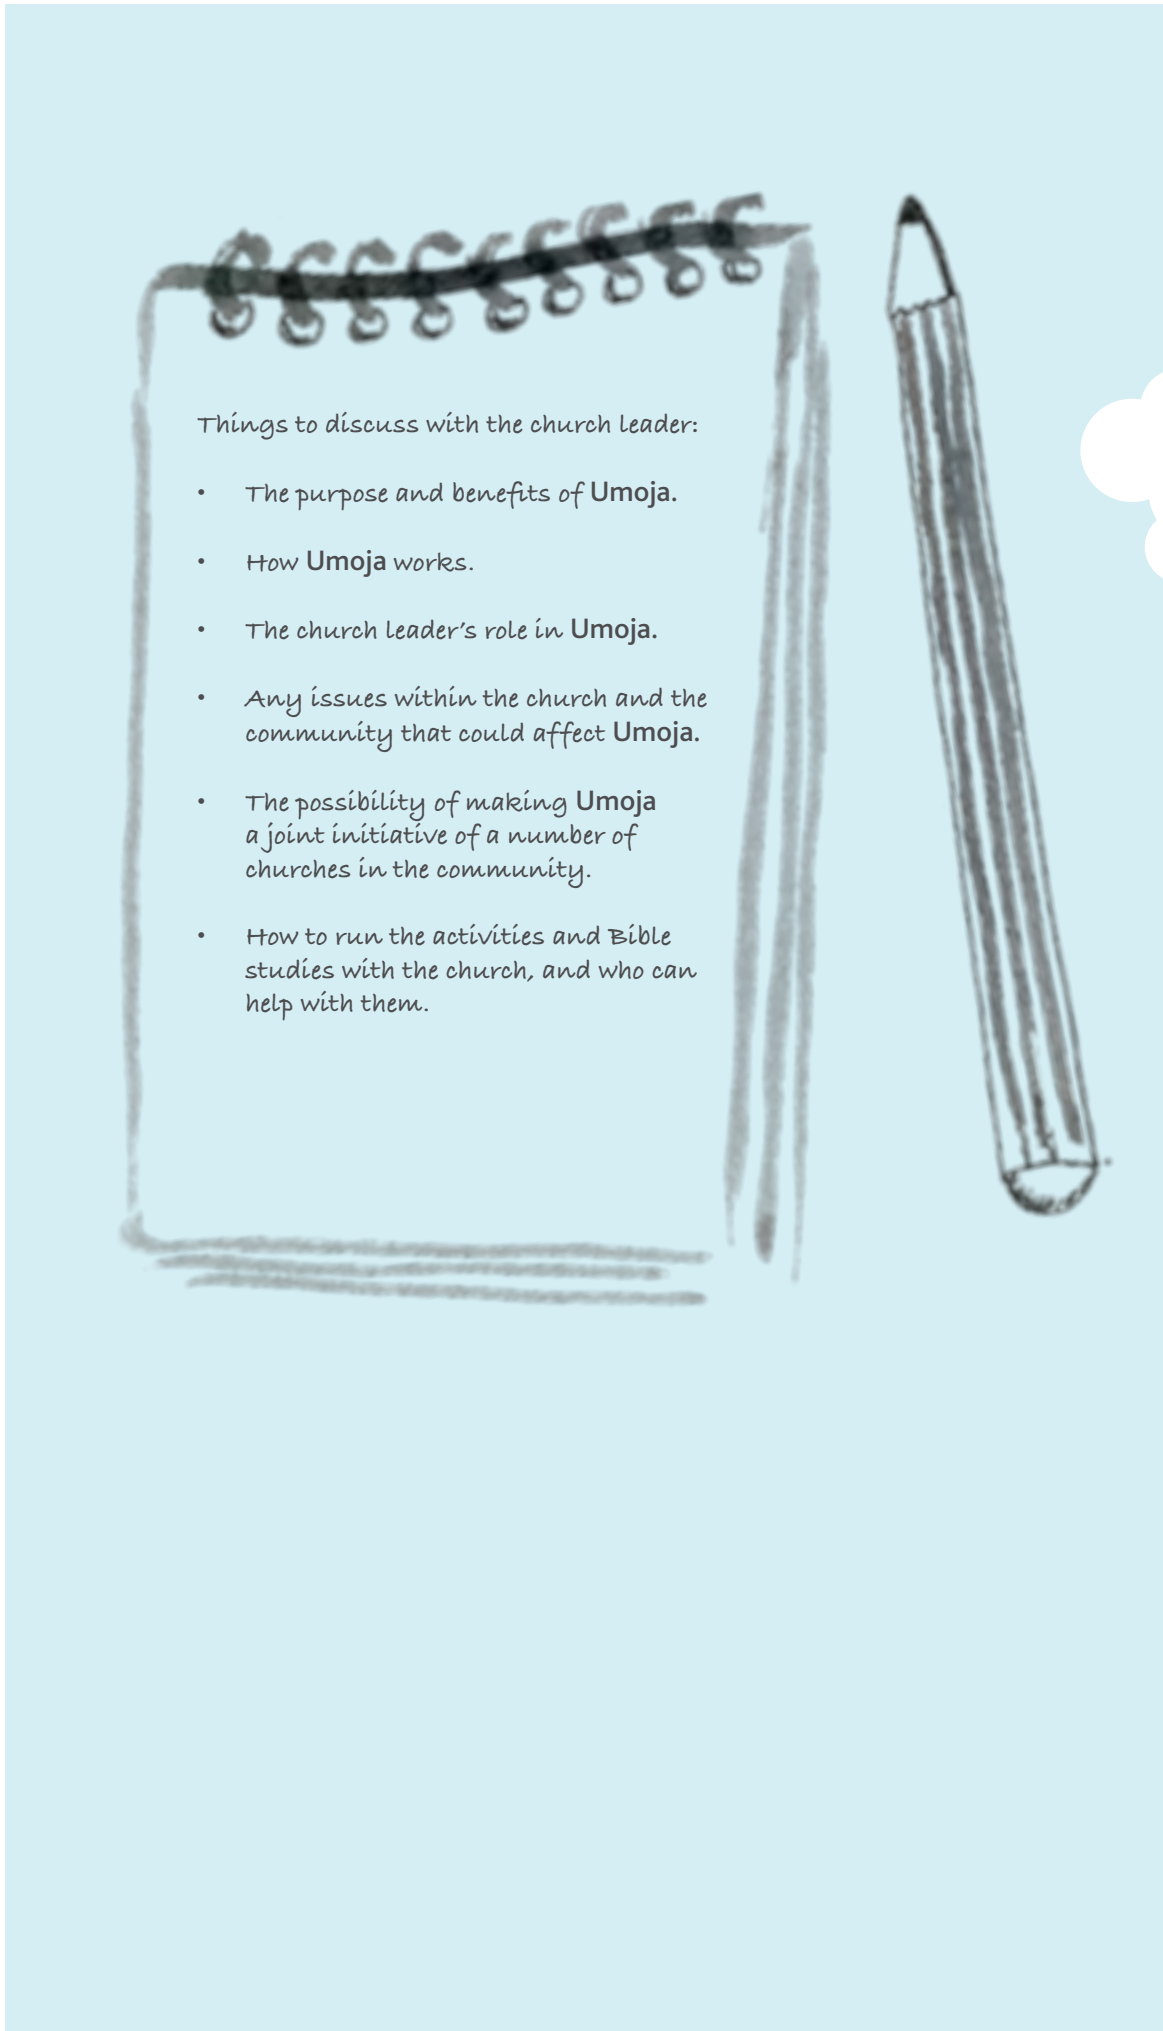 Things to discuss with the church leader:
• The purpose and benefits of Umoja.
• How Umoja works.
• The church leader's role in Umoja.
• Any issues within the church and the
community that could affect Umoja.
• The possibility of making Umoja
a joint initiative of a number of
churches in the community.
• How to run the activities and Bible
studies with the church, and who can
help with them.